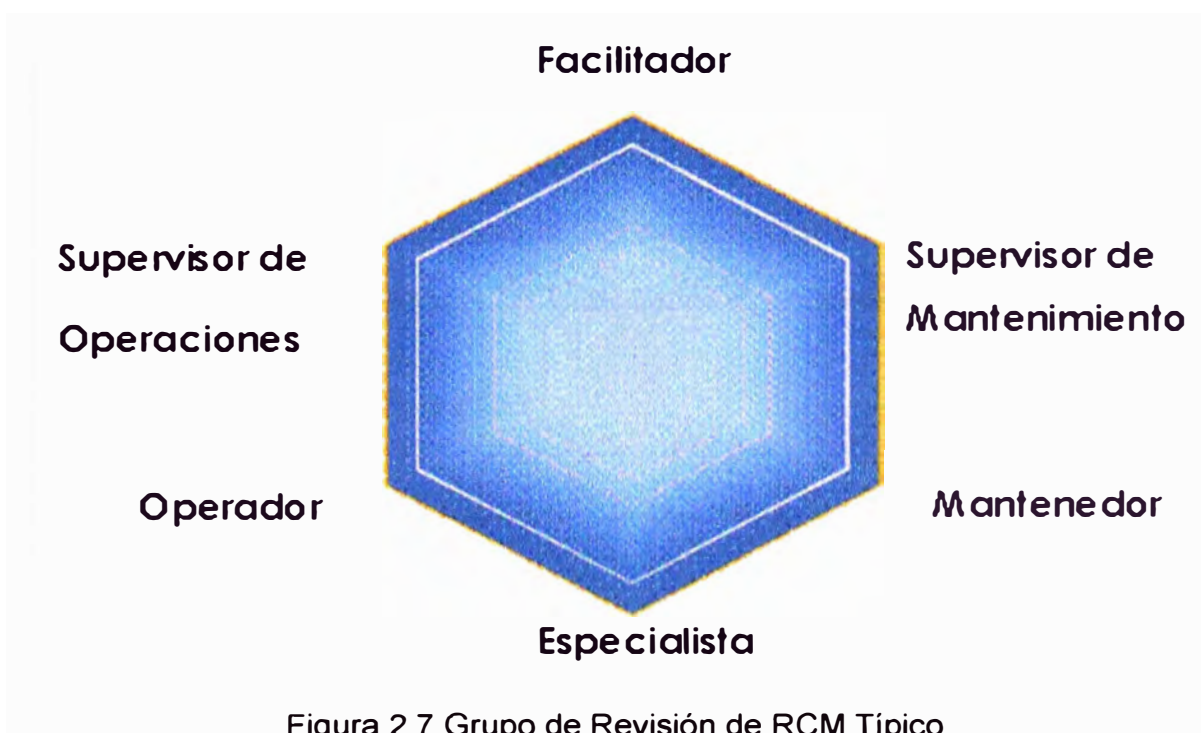 Facilitador
Supervisor de
Operaciones
Supervisor de
Mantenimiento
Operador
Mantenedor
Especialista
Figura 2.7 Grupo de Revisión de RCM Típico